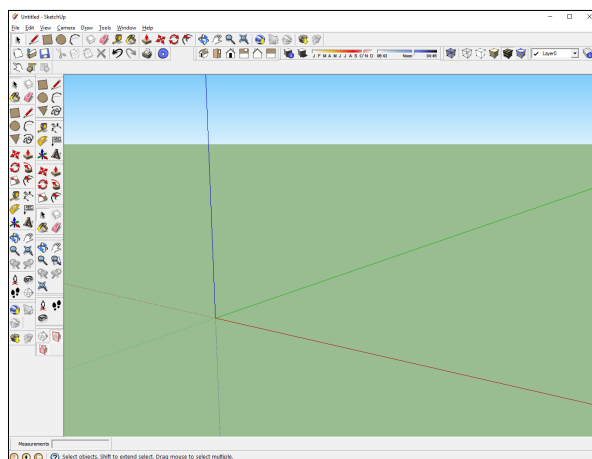 Untitled - SketchUp
File Edit View Camera Draw Tools Window Help
J F M A M J J A S O N D 06:43 Noon 04:46
Layer0
Measurements
Select objects. Shift to extend select. Drag mouse to select multiple.